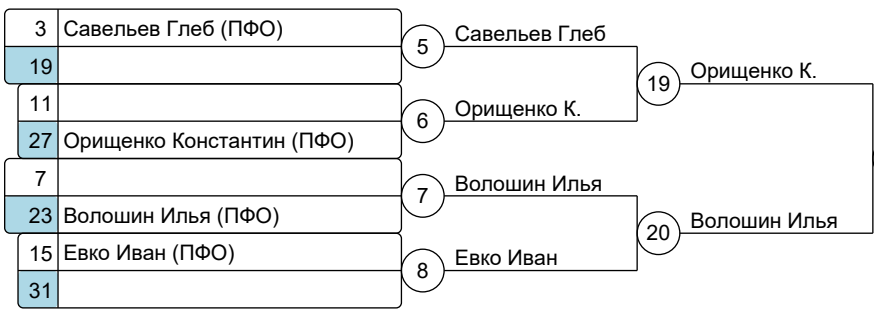 3 Савельев Глеб (ПФО)
19
5 Савельев Глеб
11
27 Орищенко Константин (ПФО)
6 Орищенко К.
19 Орищенко К.
7
23 Волошин Илья (ПФО)
7 Волошин Илья
15 Евко Иван (ПФО)
31
8 Евко Иван
20 Волошин Илья